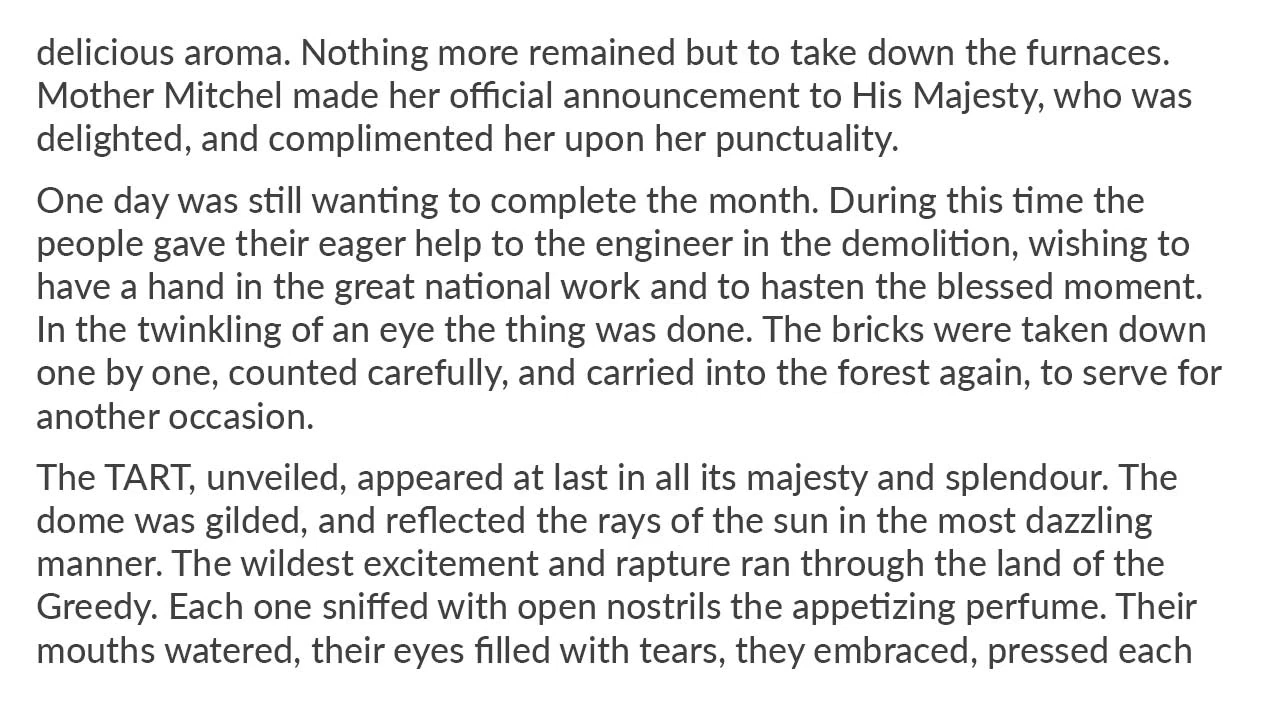 delicious aroma. Nothing more remained but to take down the furnaces.
Mother Mitchel made her official announcement to His Majesty, who was
delighted, and complimented her upon her punctuality.
One day was still wanting to complete the month. During this time the
people gave their eager help to the engineer in the demolition, wishing to
have a hand in the great national work and to hasten the blessed moment.
In the twinkling of an eye the thing was done. The bricks were taken down
one by one, counted carefully, and carried into the forest again, to serve for
another occasion.
The TART, unveiled, appeared at last in all its majesty and splendour. The
dome was gilded, and reflected the rays of the sun in the most dazzling
manner. The wildest excitement and rapture ran through the land of the
Greedy. Each one sniffed with open nostrils the appetizing perfume. Their
mouths watered, their eyes filled with tears, they embraced, pressed each